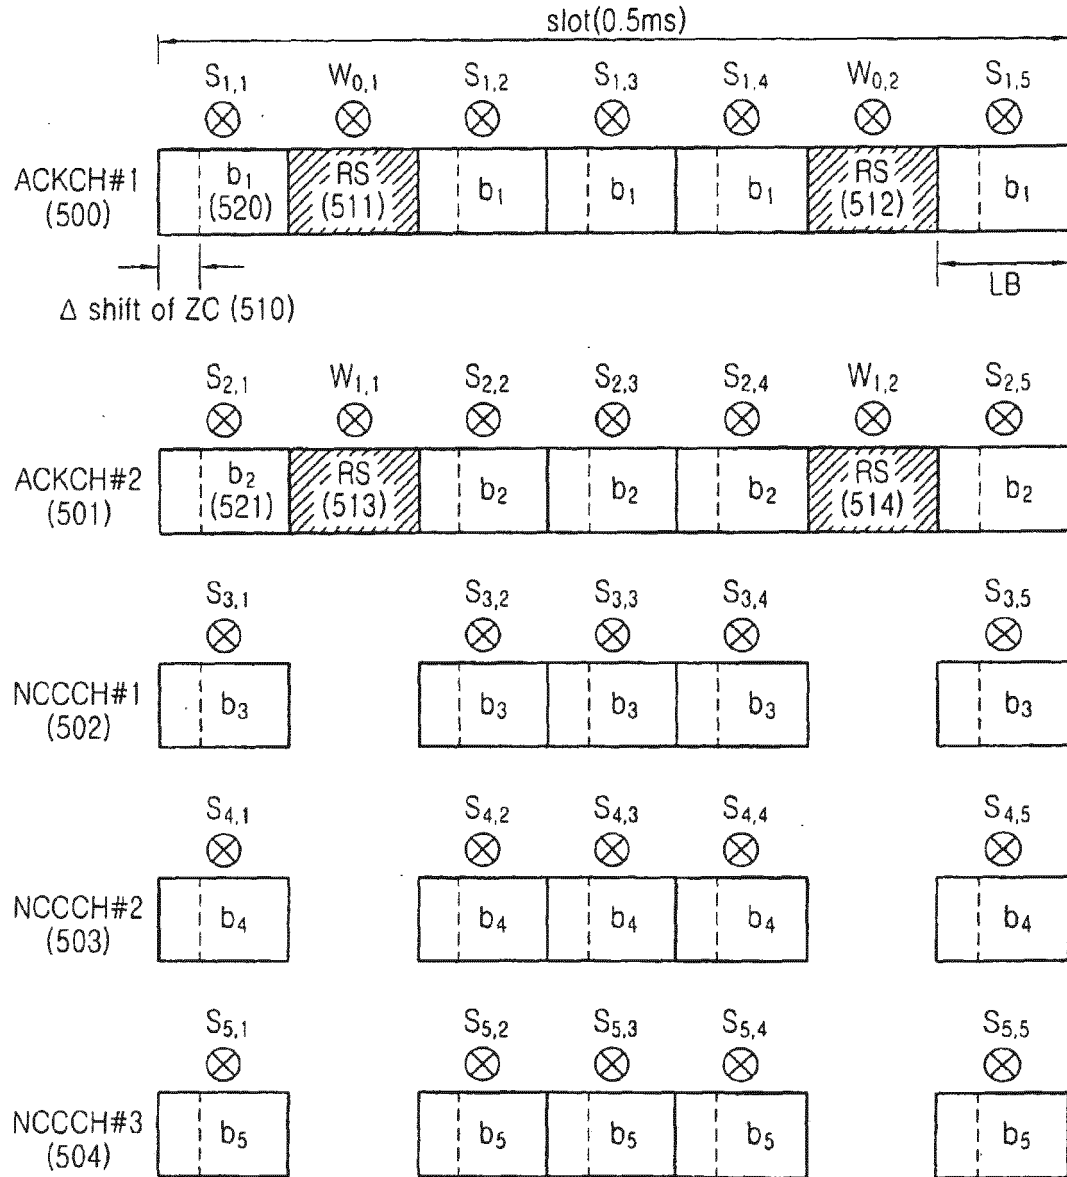 slot(0.5ms)
S1,1 W0,1 S1,2 S1,3 S1,4 W0,2 S1,5
ACKCH#1
(500)
b1
(520)
RS
(511)
b1
b1
b1
RS
(512)
b1
Δ shift of ZC (510)
LB
S2,1 W1,1 S2,2 S2,3 S2,4 W1,2 S2,5
ACKCH#2
(501)
b2
(521)
RS
(513)
b2
b2
b2
RS
(514)
b2
S3,1 S3,2 S3,3 S3,4 S3,5
NCCCH#1
(502)
b3 b3 b3 b3 b3
S4,1 S4,2 S4,3 S4,4 S4,5
NCCCH#2
(503)
b4 b4 b4 b4 b4
S5,1 S5,2 S5,3 S5,4 S5,5
NCCCH#3
(504)
b5 b5 b5 b5 b5